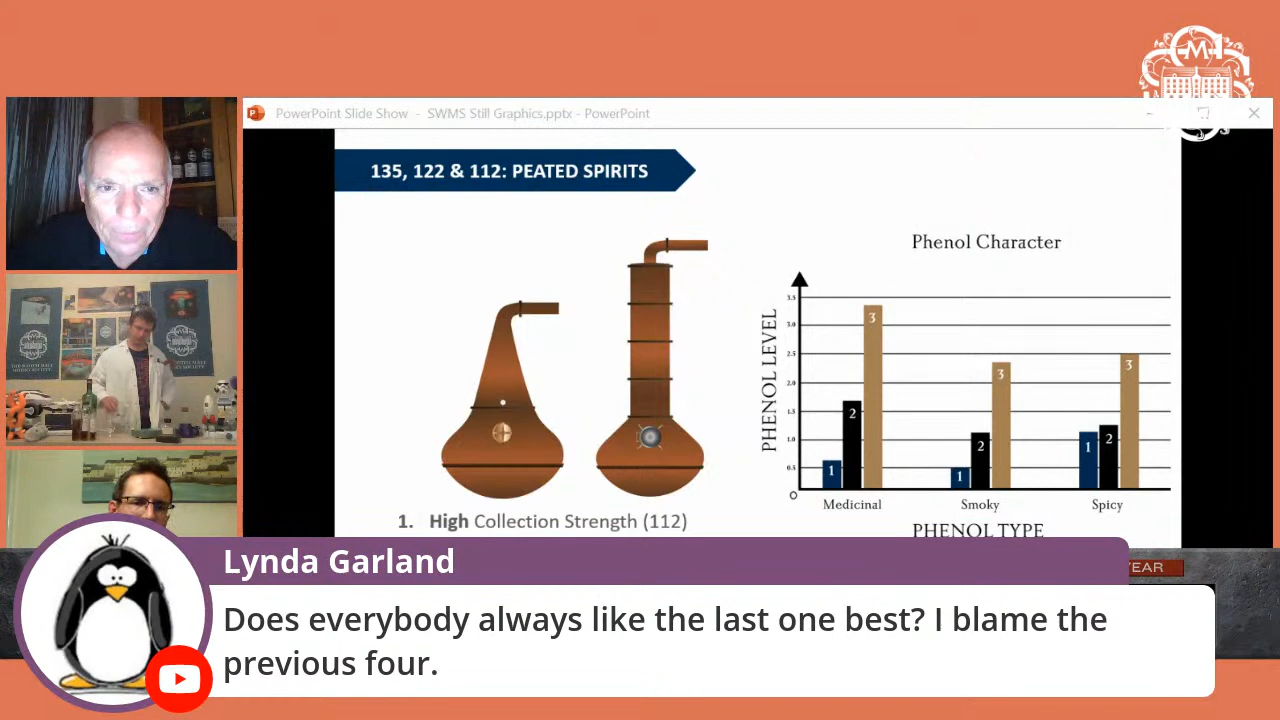 M
PowerPoint Slide Show - SWMS Still Graphics.pptx - PowerPoint
135, 122 & 112: PEATED SPIRITS
Phenol Character
PHENOL LEVEL
3.5
3.0
2.5
2.0
1.5
1.0
0.5
O
1
2
3
1
2
3
1
2
3
Medicinal
Smoky
Spicy
PHENOL TYPE
1. High Collection Strength (112)
YEAR
Lynda Garland
Does everybody always like the last one best? I blame the
previous four.